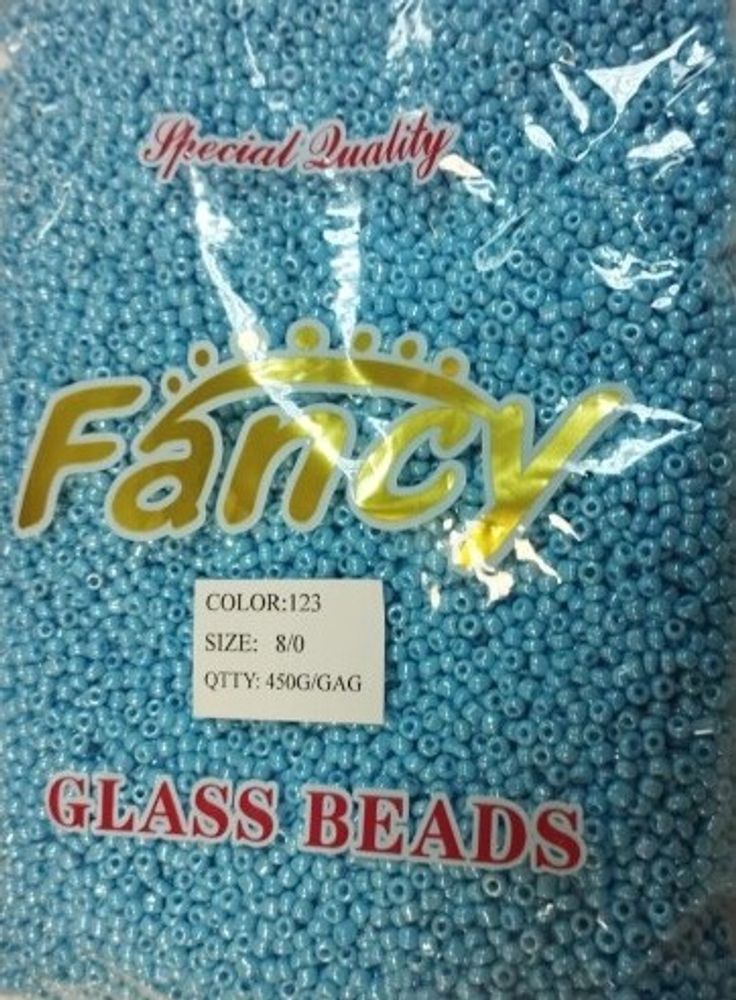 Special Quality
Fancy
COLOR:123
SIZE: 8/0
QTTY: 450G/GAG
GLASS BEADS